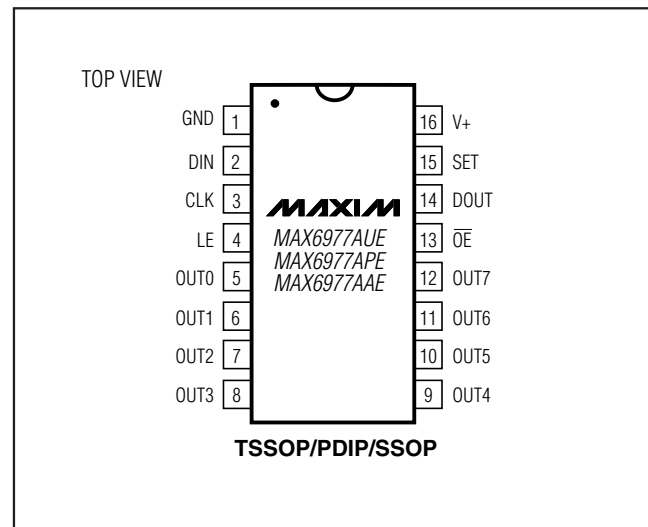 TOP VIEW
GND 1 16 V+
DIN 2 15 SET
CLK 3 14 DOUT
MAXIM
LE 4 13 O̅E̅
MAX6977AUE
MAX6977APE
MAX6977AAE
OUT0 5 12 OUT7
OUT1 6 11 OUT6
OUT2 7 10 OUT5
OUT3 8 9 OUT4
TSSOP/PDIP/SSOP